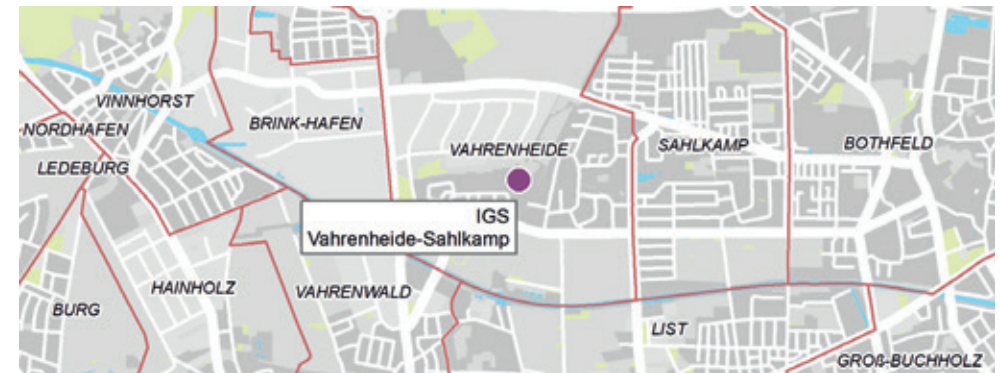 VINNHORST
NORDHAFEN
BRINK-HAFEN
VAHRENHEIDE
SAHLKAMP
BOTHFELD
LEDEBURG
IGS
Vahrenheide-Sahlkamp
HAINHOLZ
VAHRENWALD
BURG
LIST
GROß-BUCHHOLZ